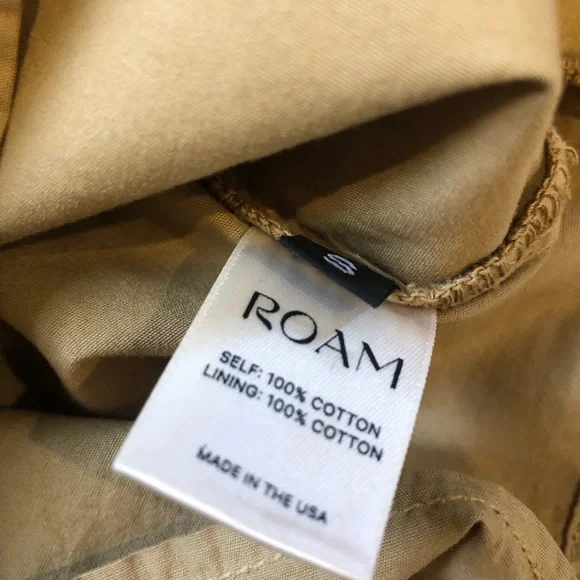 S
ROAM
SELF: 100% COTTON
LINING: 100% COTTON
MADE IN THE USA